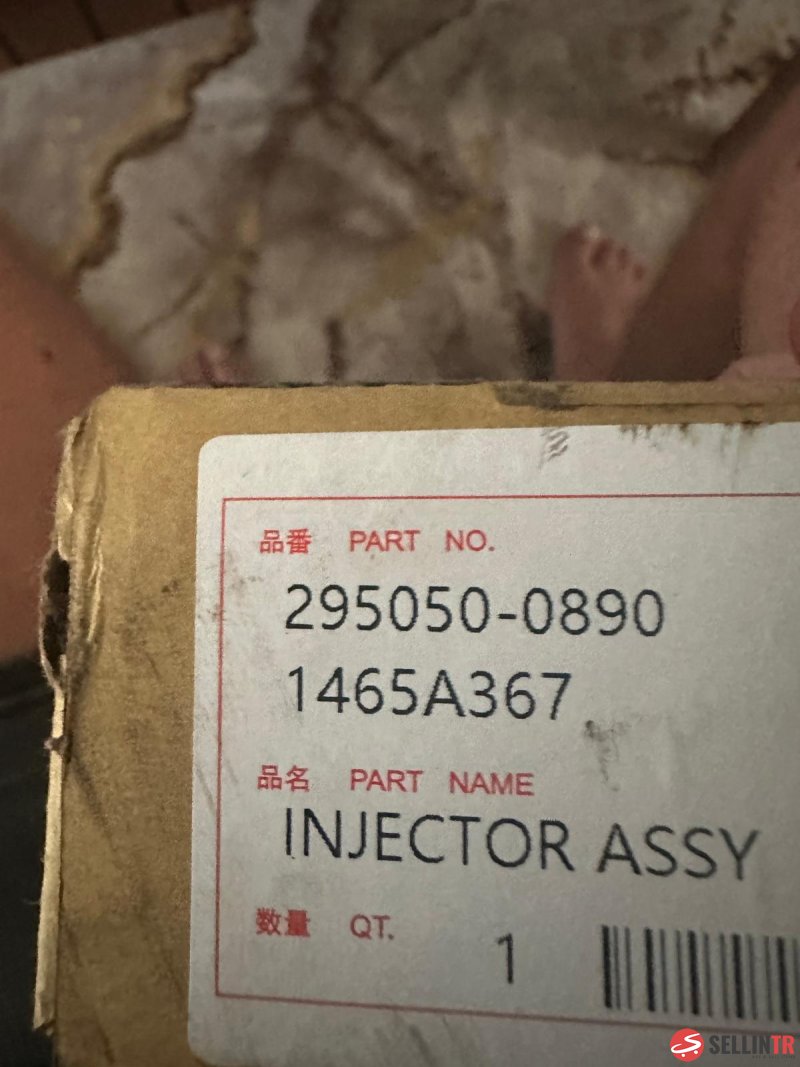 品番 PART NO.
295050-0890
1465A367
品名 PART NAME
INJECTOR ASSY
数量 QT.
1
SELLINTR